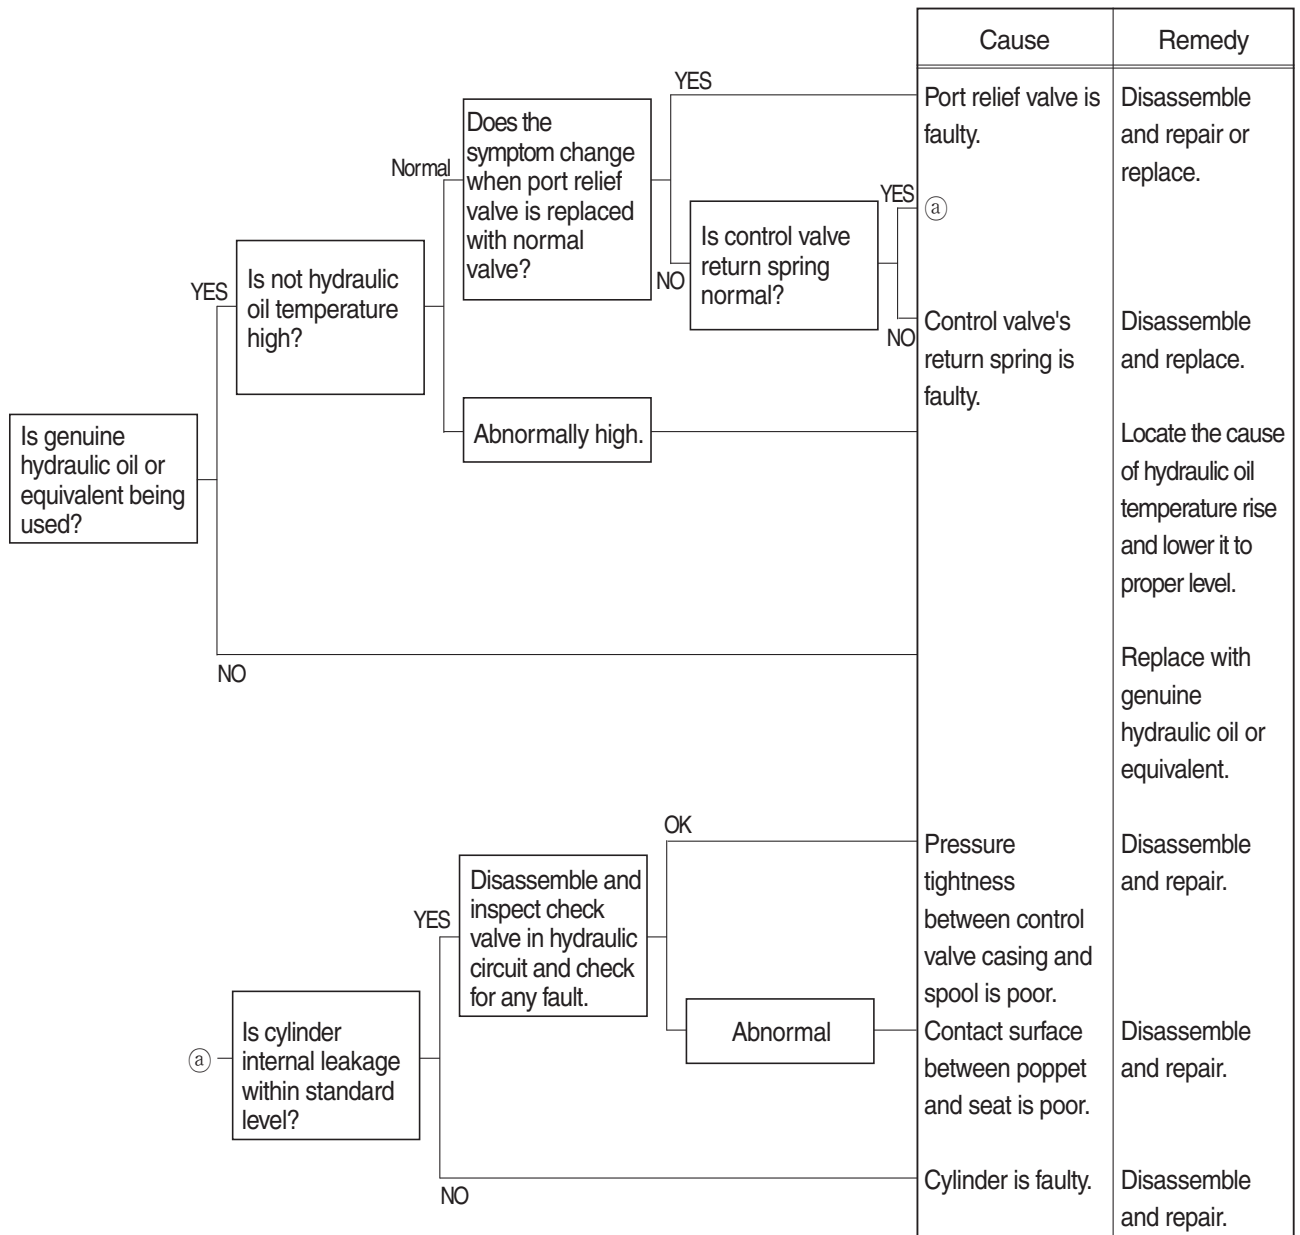 Cause
Remedy
YES
Port relief valve is
faulty.
Disassemble
and repair or
replace.
Does the
symptom change
when port relief
valve is replaced
with normal
valve?
Normal
YES
ⓐ
Is control valve
return spring
normal?
NO
NO
Control valve's
return spring is
faulty.
Disassemble
and replace.
YES
Is not hydraulic
oil temperature
high?
Abnormally high.
Locate the cause
of hydraulic oil
temperature rise
and lower it to
proper level.
Is genuine
hydraulic oil or
equivalent being
used?
NO
Replace with
genuine
hydraulic oil or
equivalent.
OK
Pressure
tightness
between control
valve casing and
spool is poor.
Disassemble
and repair.
YES
Disassemble and
inspect check
valve in hydraulic
circuit and check
for any fault.
Abnormal
Contact surface
between poppet
and seat is poor.
Disassemble
and repair.
ⓐ
Is cylinder
internal leakage
within standard
level?
NO
Cylinder is faulty.
Disassemble
and repair.